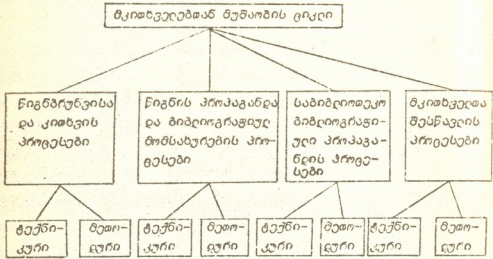 მკითხველებთან მუშაობის ციკლი
წიგნბრუნვისა
და კითხვის
პროცესები
წიგნის პროპაგანდა
და ბიბლიოგრაფიულ
მომსახურების პრო-
ცესები
საბიბლიოთეკო
ბიბლიოგრაფი-
ული პროპაგა-
ნდის პროცე-
სები
მკითხველთა
შესწავლის
პროცესები
ტექნი-
კური
მეთო-
დური
ტექნი-
კური
მეთო-
დური
ტექნი-
კური
მეთო-
დური
ტექნი-
კური
მეთო-
დური